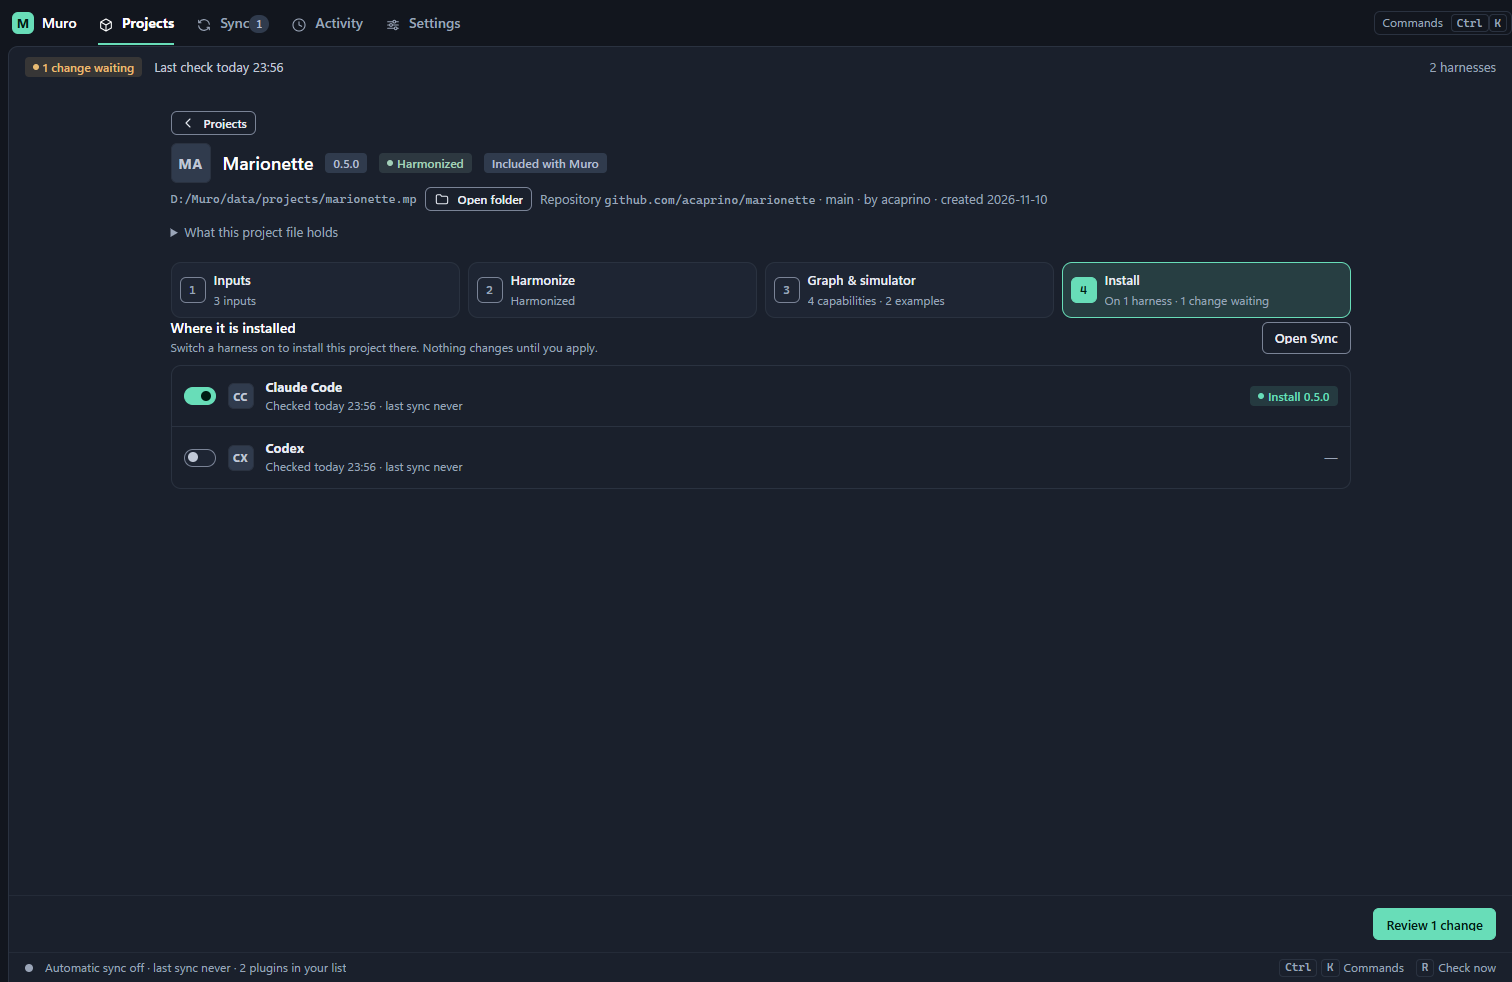 M Muro Projects Sync 1 Activity Settings Commands Ctrl K
1 change waiting Last check today 23:56 2 harnesses
Projects
MA Marionette 0.5.0 Harmonized Included with Muro
D:/Muro/data/projects/marionette.mp Open folder Repository github.com/acaprino/marionette · main · by acaprino · created 2026-11-10
What this project file holds
1 Inputs
3 inputs
2 Harmonize
Harmonized
3 Graph & simulator
4 capabilities · 2 examples
4 Install
On 1 harness · 1 change waiting
Where it is installed
Switch a harness on to install this project there. Nothing changes until you apply.
Open Sync
CC Claude Code
Checked today 23:56 · last sync never
Install 0.5.0
CX Codex
Checked today 23:56 · last sync never
—
Review 1 change
Automatic sync off · last sync never · 2 plugins in your list
Ctrl K Commands R Check now